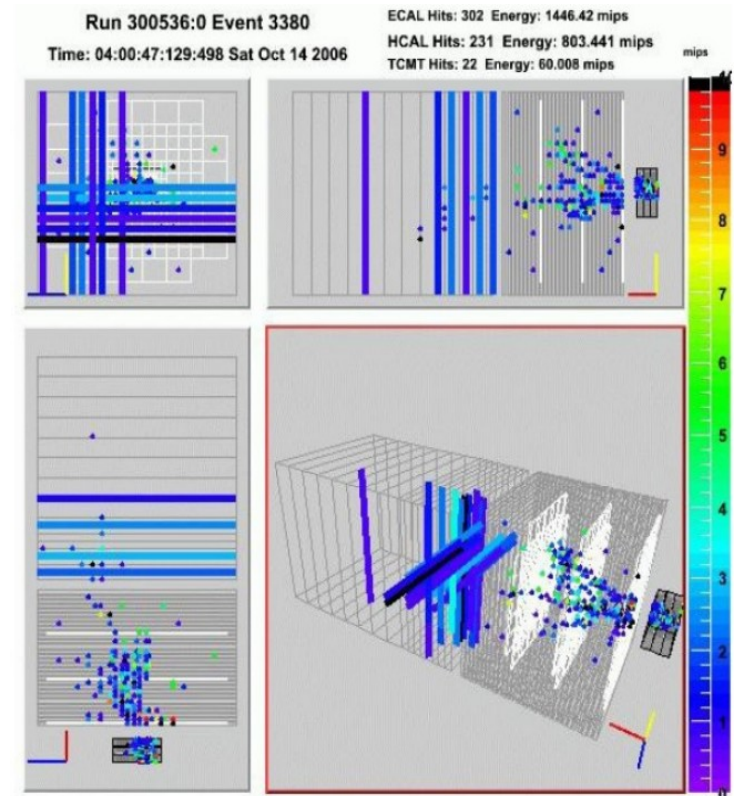 Run 300536:0 Event 3380
Time: 04:00:47:129:498 Sat Oct 14 2006
ECAL Hits: 302 Energy: 1446.42 mips
HCAL Hits: 231 Energy: 803.441 mips
TCMT Hits: 22 Energy: 60.008 mips
mips
9
8
7
6
5
4
3
2
1
0